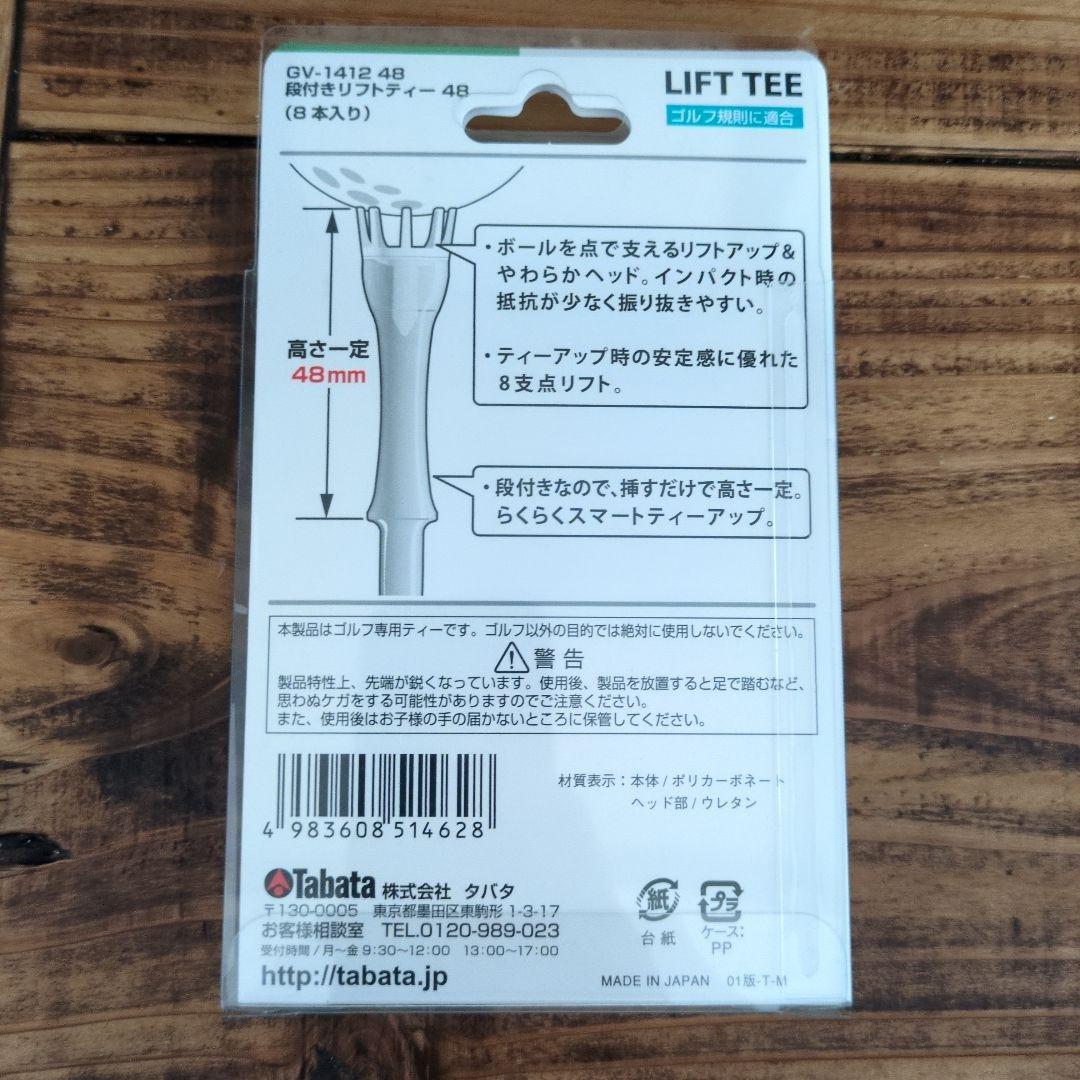 GV-1412 48
段付きリフトティー 48
(8本入り)
LIFT TEE
ゴルフ規則に適合
高さ一定
48mm
・ボールを点で支えるリフトアップ&
やわらかヘッド。インパクト時の
抵抗が少なく振り抜きやすい。
・ティーアップ時の安定感に優れた
8支点リフト。
・段付きなので、挿すだけで高さ一定。
らくらくスマートティーアップ。
本製品はゴルフ専用ティーです。ゴルフ以外の目的では絶対に使用しないでください。
警告
製品特性上、先端が鋭くなっています。使用後、製品を放置すると足で踏むなど、
思わぬケガをする可能性がありますのでご注意ください。
また、使用後はお子様の手の届かないところに保管してください。
4 983608 514628
材質表示:本体/ポリカーボネート
ヘッド部/ウレタン
Tabata 株式会社 タバタ
〒130-0005 東京都墨田区東駒形 1-3-17
お客様相談室 TEL.0120-989-023
受付時間/月〜金 9:30〜12:00 13:00〜17:00
http://tabata.jp
紙
台紙
プラ
ケース:
PP
MADE IN JAPAN 01版-T-M